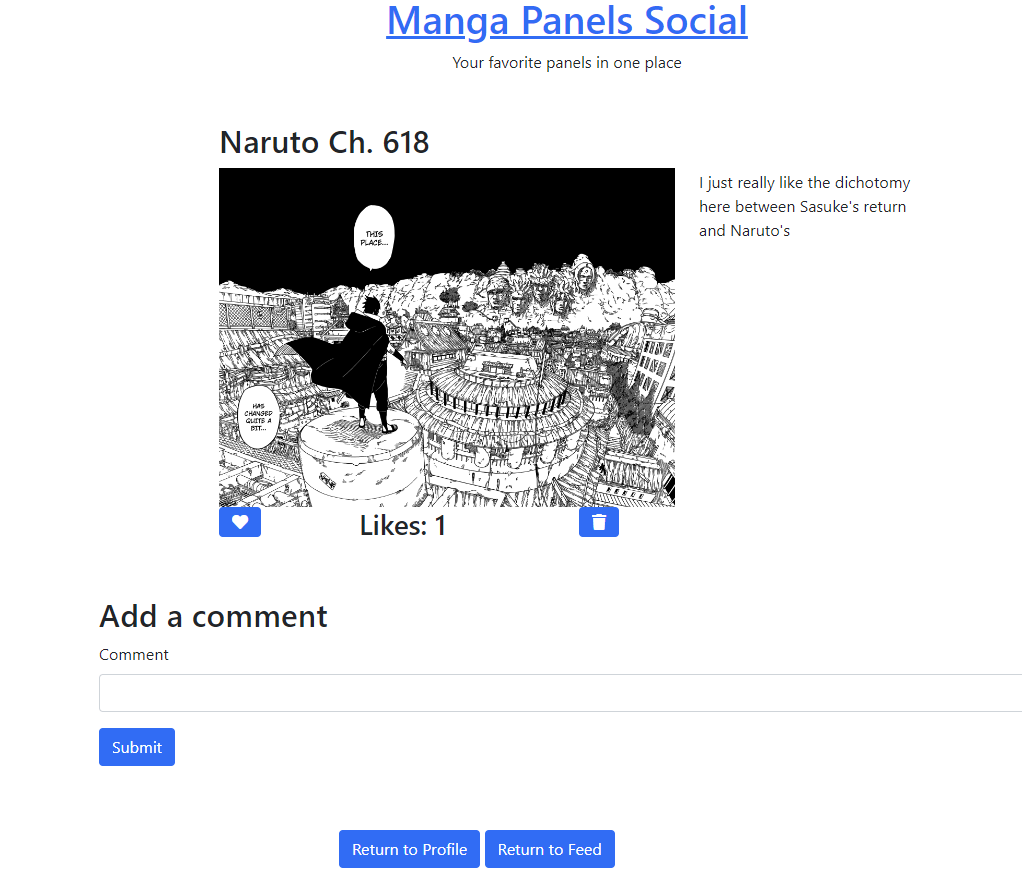 Manga Panels Social
Your favorite panels in one place
Naruto Ch. 618
THIS
PLACE...
HAS
CHANGED
QUITE A
BIT...
I just really like the dichotomy
here between Sasuke's return
and Naruto's
Likes: 1
Add a comment
Comment
Submit
Return to Profile
Return to Feed